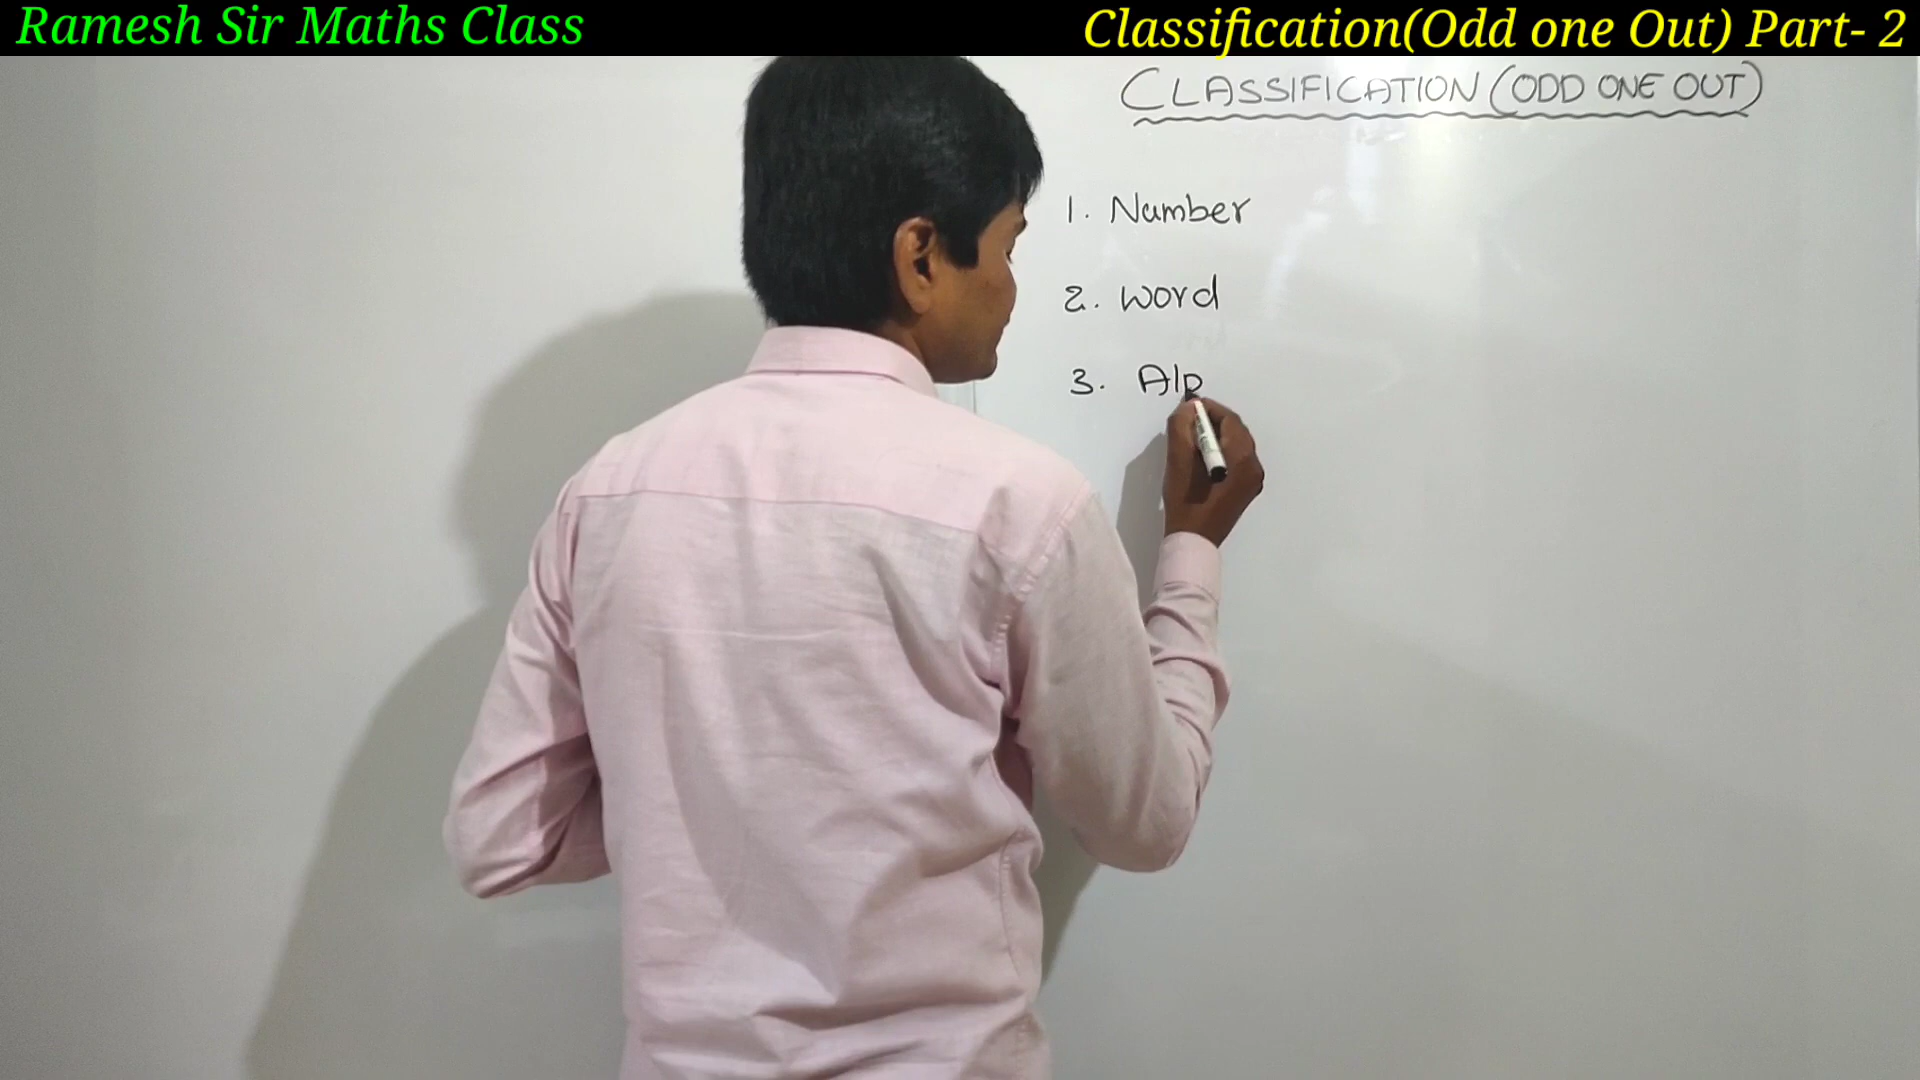 Ramesh Sir Maths Class
Classification(Odd one Out) Part- 2
CLASSIFICATION (ODD ONE OUT)
1. Number
2. Word
3. Alp